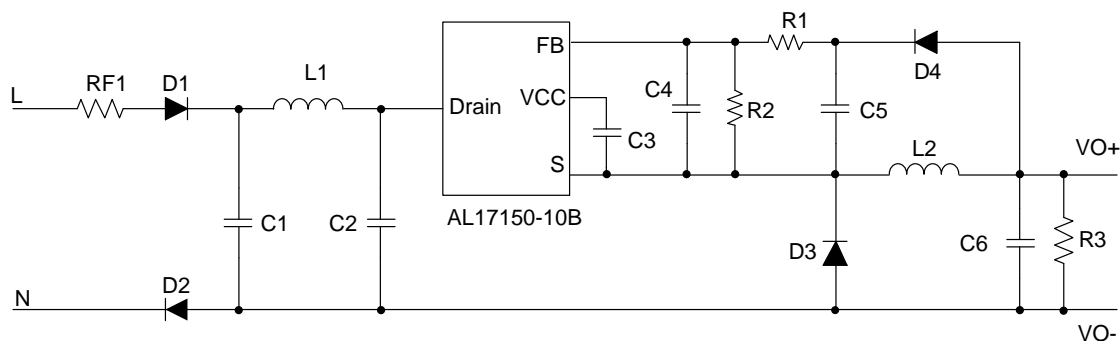 R1
FB
D4
L1
RF1
D1
C4
L
VCC
Drain
R2
C5
C3
L2
VO+
S
AL17150-10B
C1
C2
D3
C6
R3
D2
N
VO-